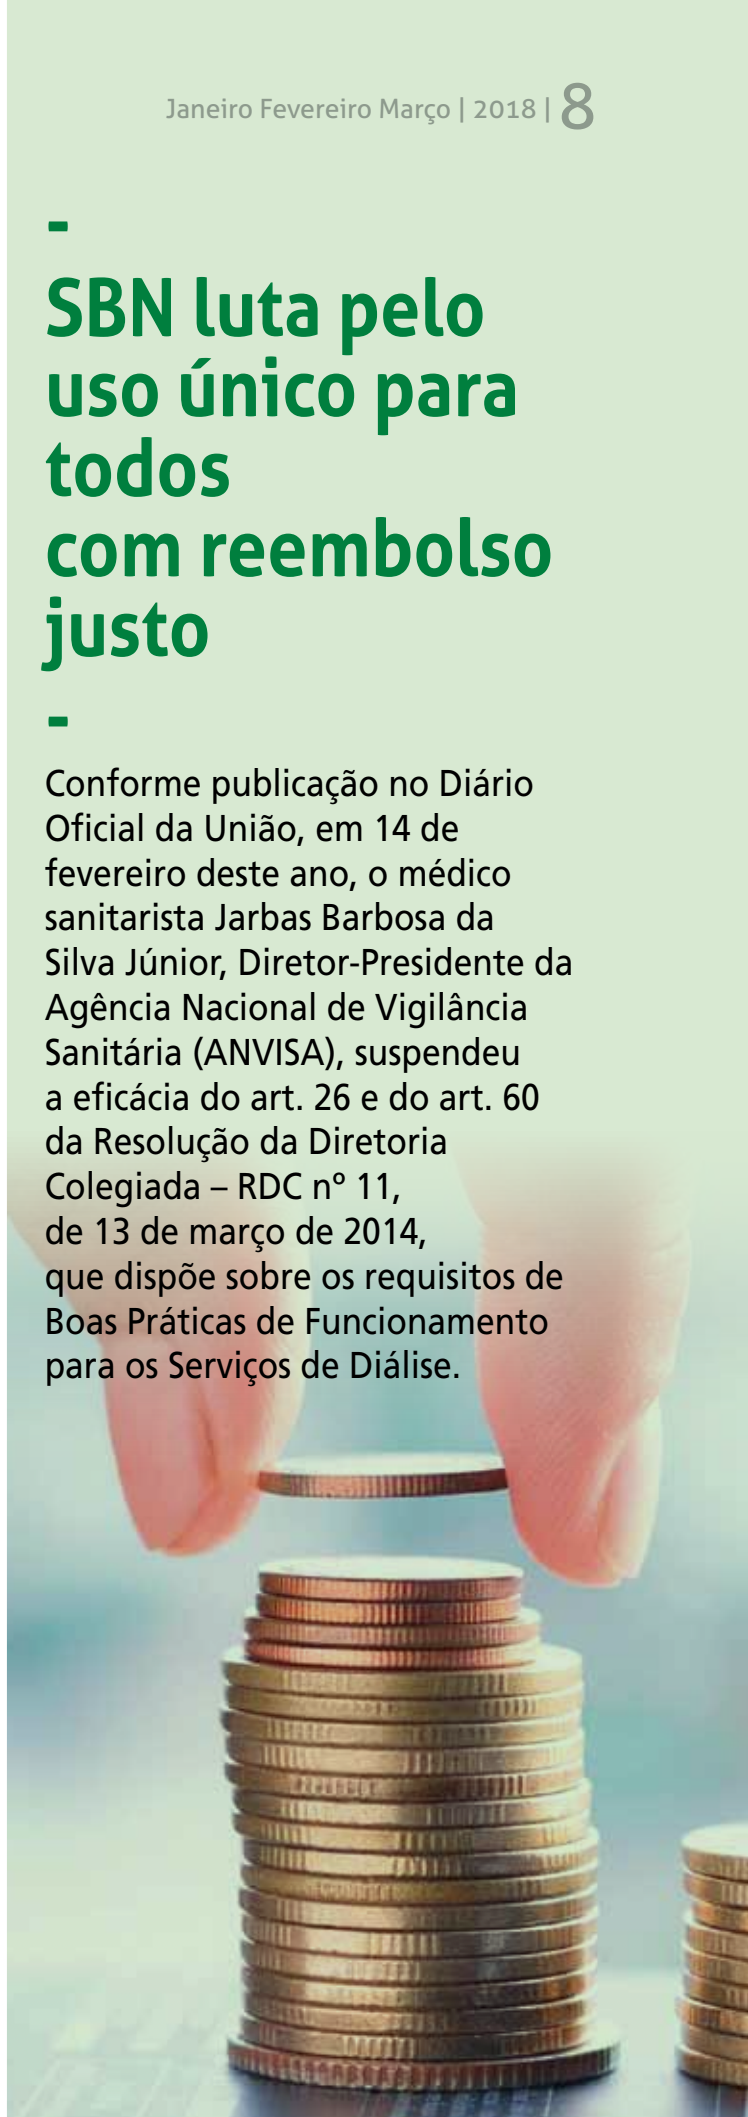 Janeiro Fevereiro Março | 2018 | 8
-
SBN luta pelo
uso único para
todos
com reembolso
justo
-
Conforme publicação no Diário
Oficial da União, em 14 de
fevereiro deste ano, o médico
sanitarista Jarbas Barbosa da
Silva Júnior, Diretor-Presidente da
Agência Nacional de Vigilância
Sanitária (ANVISA), suspendeu
a eficácia do art. 26 e do art. 60
da Resolução da Diretoria
Colegiada – RDC nº 11,
de 13 de março de 2014,
que dispõe sobre os requisitos de
Boas Práticas de Funcionamento
para os Serviços de Diálise.